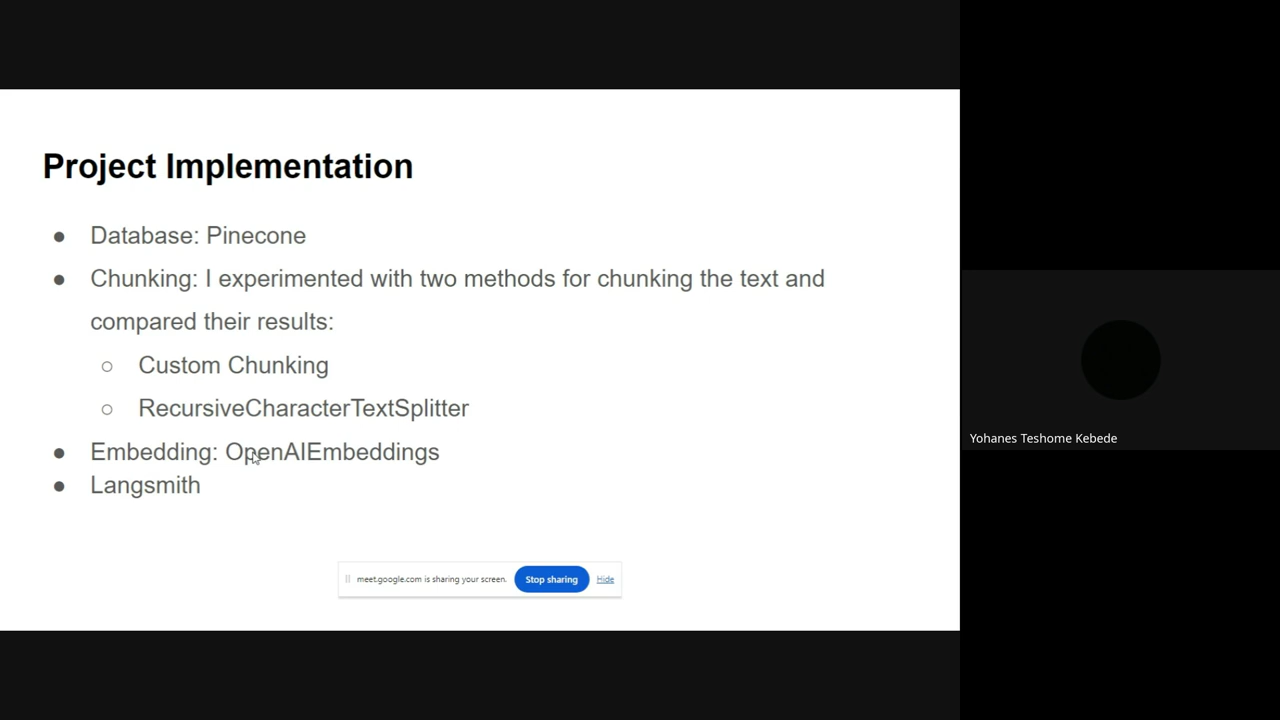 Project Implementation
● Database: Pinecone
● Chunking: I experimented with two methods for chunking the text and
compared their results:
○ Custom Chunking
○ RecursiveCharacterTextSplitter
● Embedding: OpenAIEmbeddings
● Langsmith
meet.google.com is sharing your screen. Stop sharing Hide
Yohanes Teshome Kebede